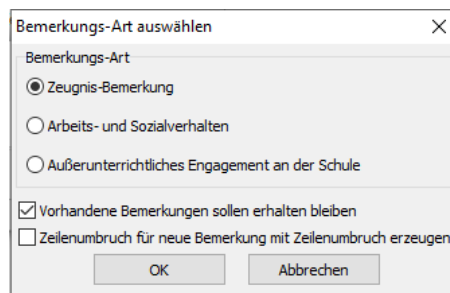 Bemerkungs-Art auswählen
Bemerkungs-Art
Zeugnis-Bemerkung
Arbeits- und Sozialverhalten
Außerunterrichtliches Engagement an der Schule
Vorhandene Bemerkungen sollen erhalten bleiben
Zeilenumbruch für neue Bemerkung mit Zeilenumbruch erzeugen
OK Abbrechen